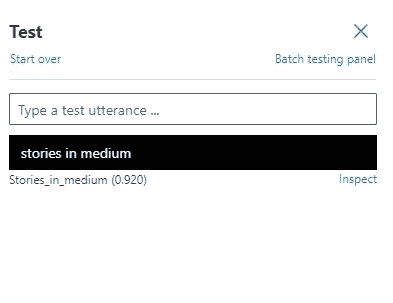 Test
Start over Batch testing panel
Type a test utterance ...
stories in medium
Stories_in_medium (0.920) Inspect